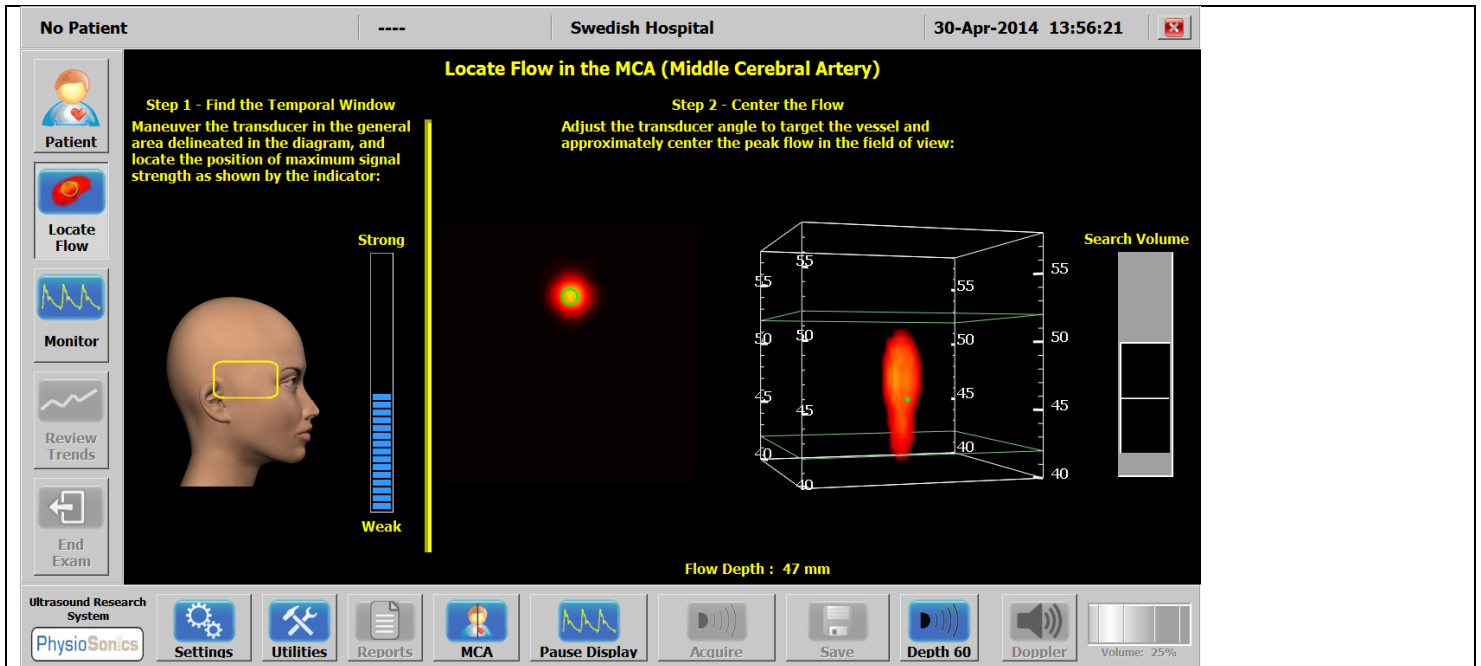 No Patient
----
Swedish Hospital
30-Apr-2014 13:56:21
Locate Flow in the MCA (Middle Cerebral Artery)
Patient
Locate
Flow
Monitor
Review
Trends
End
Exam
Step 1 - Find the Temporal Window
Maneuver the transducer in the general
area delineated in the diagram, and
locate the position of maximum signal
strength as shown by the indicator:
Strong
Weak
Step 2 - Center the Flow
Adjust the transducer angle to target the vessel and
approximately center the peak flow in the field of view:
55
50
45
40
55
50
45
40
55
50
45
40
55
50
45
40
Search Volume
Flow Depth : 47 mm
Ultrasound Research
System
PhysioSonics
Settings
Utilities
Reports
MCA
Pause Display
Acquire
Save
Depth 60
Doppler
Volume: 25%